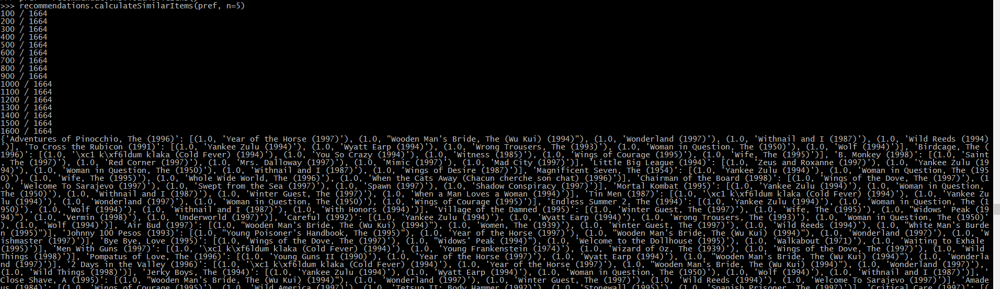 >>> recommendations.calculateSimilarItems(pref, n=5)
100 / 1664
200 / 1664
300 / 1664
400 / 1664
500 / 1664
600 / 1664
700 / 1664
800 / 1664
900 / 1664
1000 / 1664
1100 / 1664
1200 / 1664
1300 / 1664
1400 / 1664
1500 / 1664
1600 / 1664
{'Adventures of Pinocchio, The (1996)': [(1.0, 'Year of the Horse (1997)'), (1.0, "Wooden Man's Bride, The (Wu Kui) (1994)"), (1.0, 'Wonderland (1997)'), (1.0, 'Withnail and I (1987)'), (1.0, 'Wild Reeds (1994)
')], 'To Cross the Rubicon (1991)': [(1.0, 'Yankee Zulu (1994)'), (1.0, 'Wyatt Earp (1994)'), (1.0, 'Wrong Trousers, The (1993)'), (1.0, 'Woman in Question, The (1950)'), (1.0, 'Wolf (1994)')], 'Birdcage, The (
1996)': [(1.0, '\xc1 k\xf6ldum klaka (Cold Fever) (1994)'), (1.0, 'You So Crazy (1994)'), (1.0, 'Witness (1985)'), (1.0, 'Wings of Courage (1995)'), (1.0, 'Wife, The (1995)')], 'B. Monkey (1998)': [(1.0, 'Saint
, The (1997)'), (1.0, 'Red Corner (1997)'), (1.0, 'Mrs. Dalloway (1997)'), (1.0, 'Mimic (1997)'), (1.0, 'Mad City (1997)')], 'Little Big League (1994)': [(1.0, 'Zeus and Roxanne (1997)'), (1.0, 'Yankee Zulu (19
94)'), (1.0, 'Woman in Question, The (1950)'), (1.0, 'Withnail and I (1987)'), (1.0, 'Wings of Desire (1987)')], 'Magnificent Seven, The (1954)': [(1.0, 'Yankee Zulu (1994)'), (1.0, 'Woman in Question, The (195
0)'), (1.0, 'Wife, The (1995)'), (1.0, 'Whole Wide World, The (1996)'), (1.0, 'When the Cats Away (Chacun cherche son chat) (1996)')], 'Chairman of the Board (1998)': [(1.0, 'Wings of the Dove, The (1997)'), (1
.0, 'Welcome To Sarajevo (1997)'), (1.0, 'Swept from the Sea (1997)'), (1.0, 'Spawn (1997)'), (1.0, 'Shadow Conspiracy (1997)')], 'Mortal Kombat (1995)': [(1.0, 'Yankee Zulu (1994)'), (1.0, 'Woman in Question,
The (1950)'), (1.0, 'Withnail and I (1987)'), (1.0, 'Winter Guest, The (1997)'), (1.0, 'When a Man Loves a Woman (1994)')], 'Tin Men (1987)': [(1.0, '\xc1 k\xf6ldum klaka (Cold Fever) (1994)'), (1.0, 'Yankee Zu
lu (1994)'), (1.0, 'Wonderland (1997)'), (1.0, 'Woman in Question, The (1950)'), (1.0, 'Wings of Courage (1995)')], 'Endless Summer 2, The (1994)': [(1.0, 'Yankee Zulu (1994)'), (1.0, 'Woman in Question, The (1
950)'), (1.0, 'Wolf (1994)'), (1.0, 'Withnail and I (1987)'), (1.0, 'With Honors (1994)')], 'Village of the Damned (1995)': [(1.0, 'Winter Guest, The (1997)'), (1.0, 'Wife, The (1995)'), (1.0, "Widows' Peak (19
94)"), (1.0, 'Vermin (1998)'), (1.0, 'Underworld (1997)')], 'Careful (1992)': [(1.0, 'Yankee Zulu (1994)'), (1.0, 'Wyatt Earp (1994)'), (1.0, 'Wrong Trousers, The (1993)'), (1.0, 'Woman in Question, The (1950)'
), (1.0, 'Wolf (1994)')], 'Air Bud (1997)': [(1.0, "Wooden Man's Bride, The (Wu Kui) (1994)"), (1.0, 'Women, The (1939)'), (1.0, 'Winter Guest, The (1997)'), (1.0, 'Wild Reeds (1994)'), (1.0, "White Man's Burde
n (1995)")], 'Johnny 100 Pesos (1993)': [(1.0, "Young Poisoner's Handbook, The (1995)"), (1.0, 'Year of the Horse (1997)'), (1.0, "Wooden Man's Bride, The (Wu Kui) (1994)"), (1.0, 'Wonderland (1997)'), (1.0, 'W
ishmaster (1997)')], 'Bye Bye, Love (1995)': [(1.0, 'Wings of the Dove, The (1997)'), (1.0, "Widows' Peak (1994)"), (1.0, 'Welcome to the Dollhouse (1995)'), (1.0, 'Walkabout (1971)'), (1.0, 'Waiting to Exhale
(1995)')], 'Men With Guns (1997)': [(1.0, '\xc1 k\xf6ldum klaka (Cold Fever) (1994)'), (1.0, 'Young Frankenstein (1974)'), (1.0, 'Wizard of Oz, The (1939)'), (1.0, 'Wings of the Dove, The (1997)'), (1.0, 'Wild
Things (1998)')], 'Pompatus of Love, The (1996)': [(1.0, 'Young Guns II (1990)'), (1.0, 'Year of the Horse (1997)'), (1.0, 'Wyatt Earp (1994)'), (1.0, "Wooden Man's Bride, The (Wu Kui) (1994)"), (1.0, 'Wonderla
nd (1997)')], '2 Days in the Valley (1996)': [(1.0, '\xc1 k\xf6ldum klaka (Cold Fever) (1994)'), (1.0, 'Year of the Horse (1997)'), (1.0, "Wooden Man's Bride, The (Wu Kui) (1994)"), (1.0, 'Wonderland (1997)'),
(1.0, 'Wild Things (1998)')], 'Jerky Boys, The (1994)': [(1.0, 'Yankee Zulu (1994)'), (1.0, 'Wyatt Earp (1994)'), (1.0, 'Woman in Question, The (1950)'), (1.0, 'Wolf (1994)'), (1.0, 'Withnail and I (1987)')], '
Close Shave, A (1995)': [(1.0, "Wooden Man's Bride, The (Wu Kui) (1994)"), (1.0, 'Wonderland (1997)'), (1.0, 'Winter Guest, The (1997)'), (1.0, 'Wild Reeds (1994)'), (1.0, 'Wild Things (1998)')], 'Amade
us (1984)': [(1.0, 'Wings of Courage (1995)'), (1.0, 'Wild America (1997)'), (1.0, 'Tetsuo II: Body Hammer (1992)'), (1.0, 'Stonewall (1995)'), (1.0, 'Spanish Prisoner, The (1997)')], 'Critical Care (1997)': [(